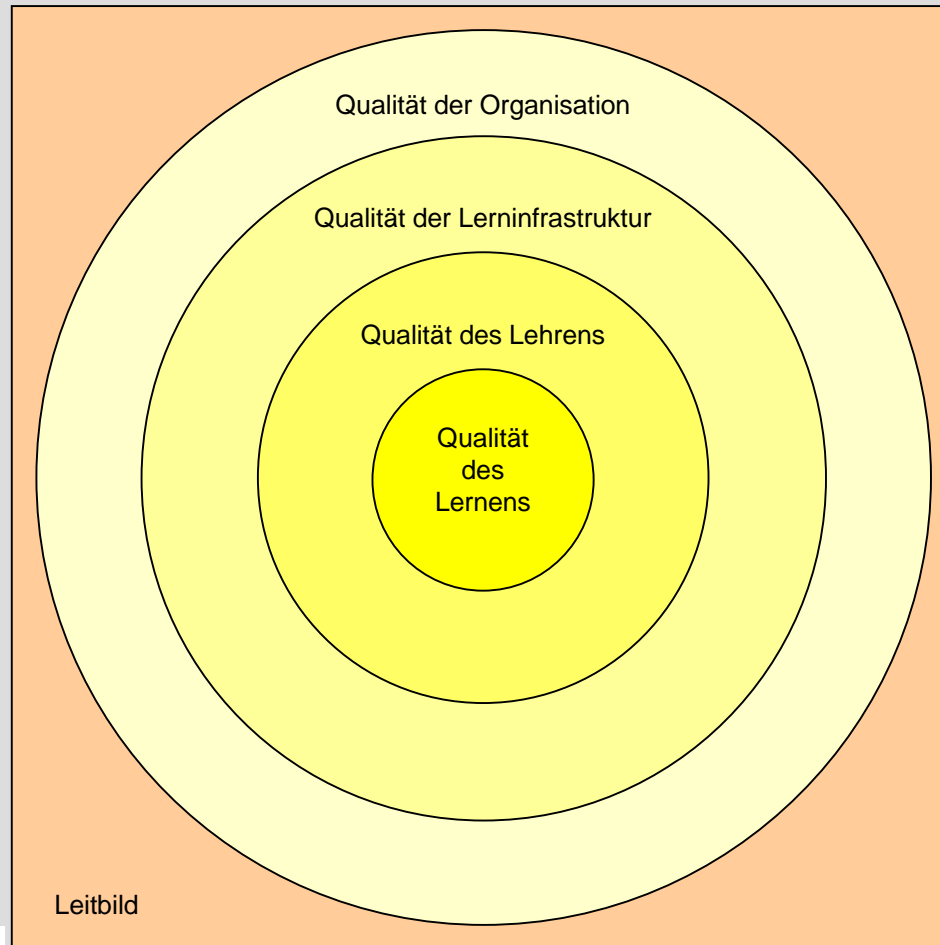 Qualität der Organisation
Qualität der Lerninfrastruktur
Qualität des Lehrens
Qualität
des
Lernens
Leitbild